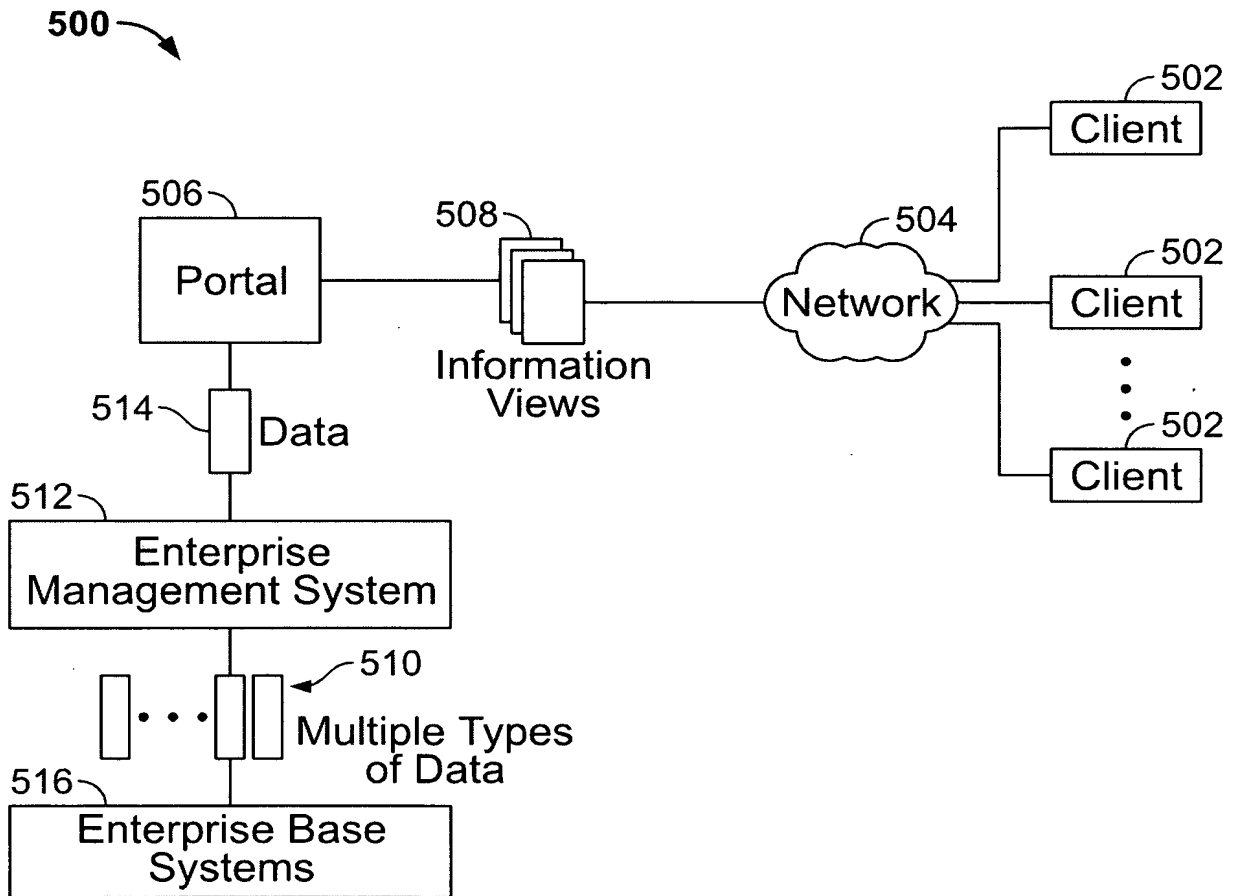 500
502
Client
506
Portal
508
Information
Views
504
Network
502
Client
502
Client
514
Data
512
Enterprise
Management System
510
Multiple Types
of Data
516
Enterprise Base
Systems